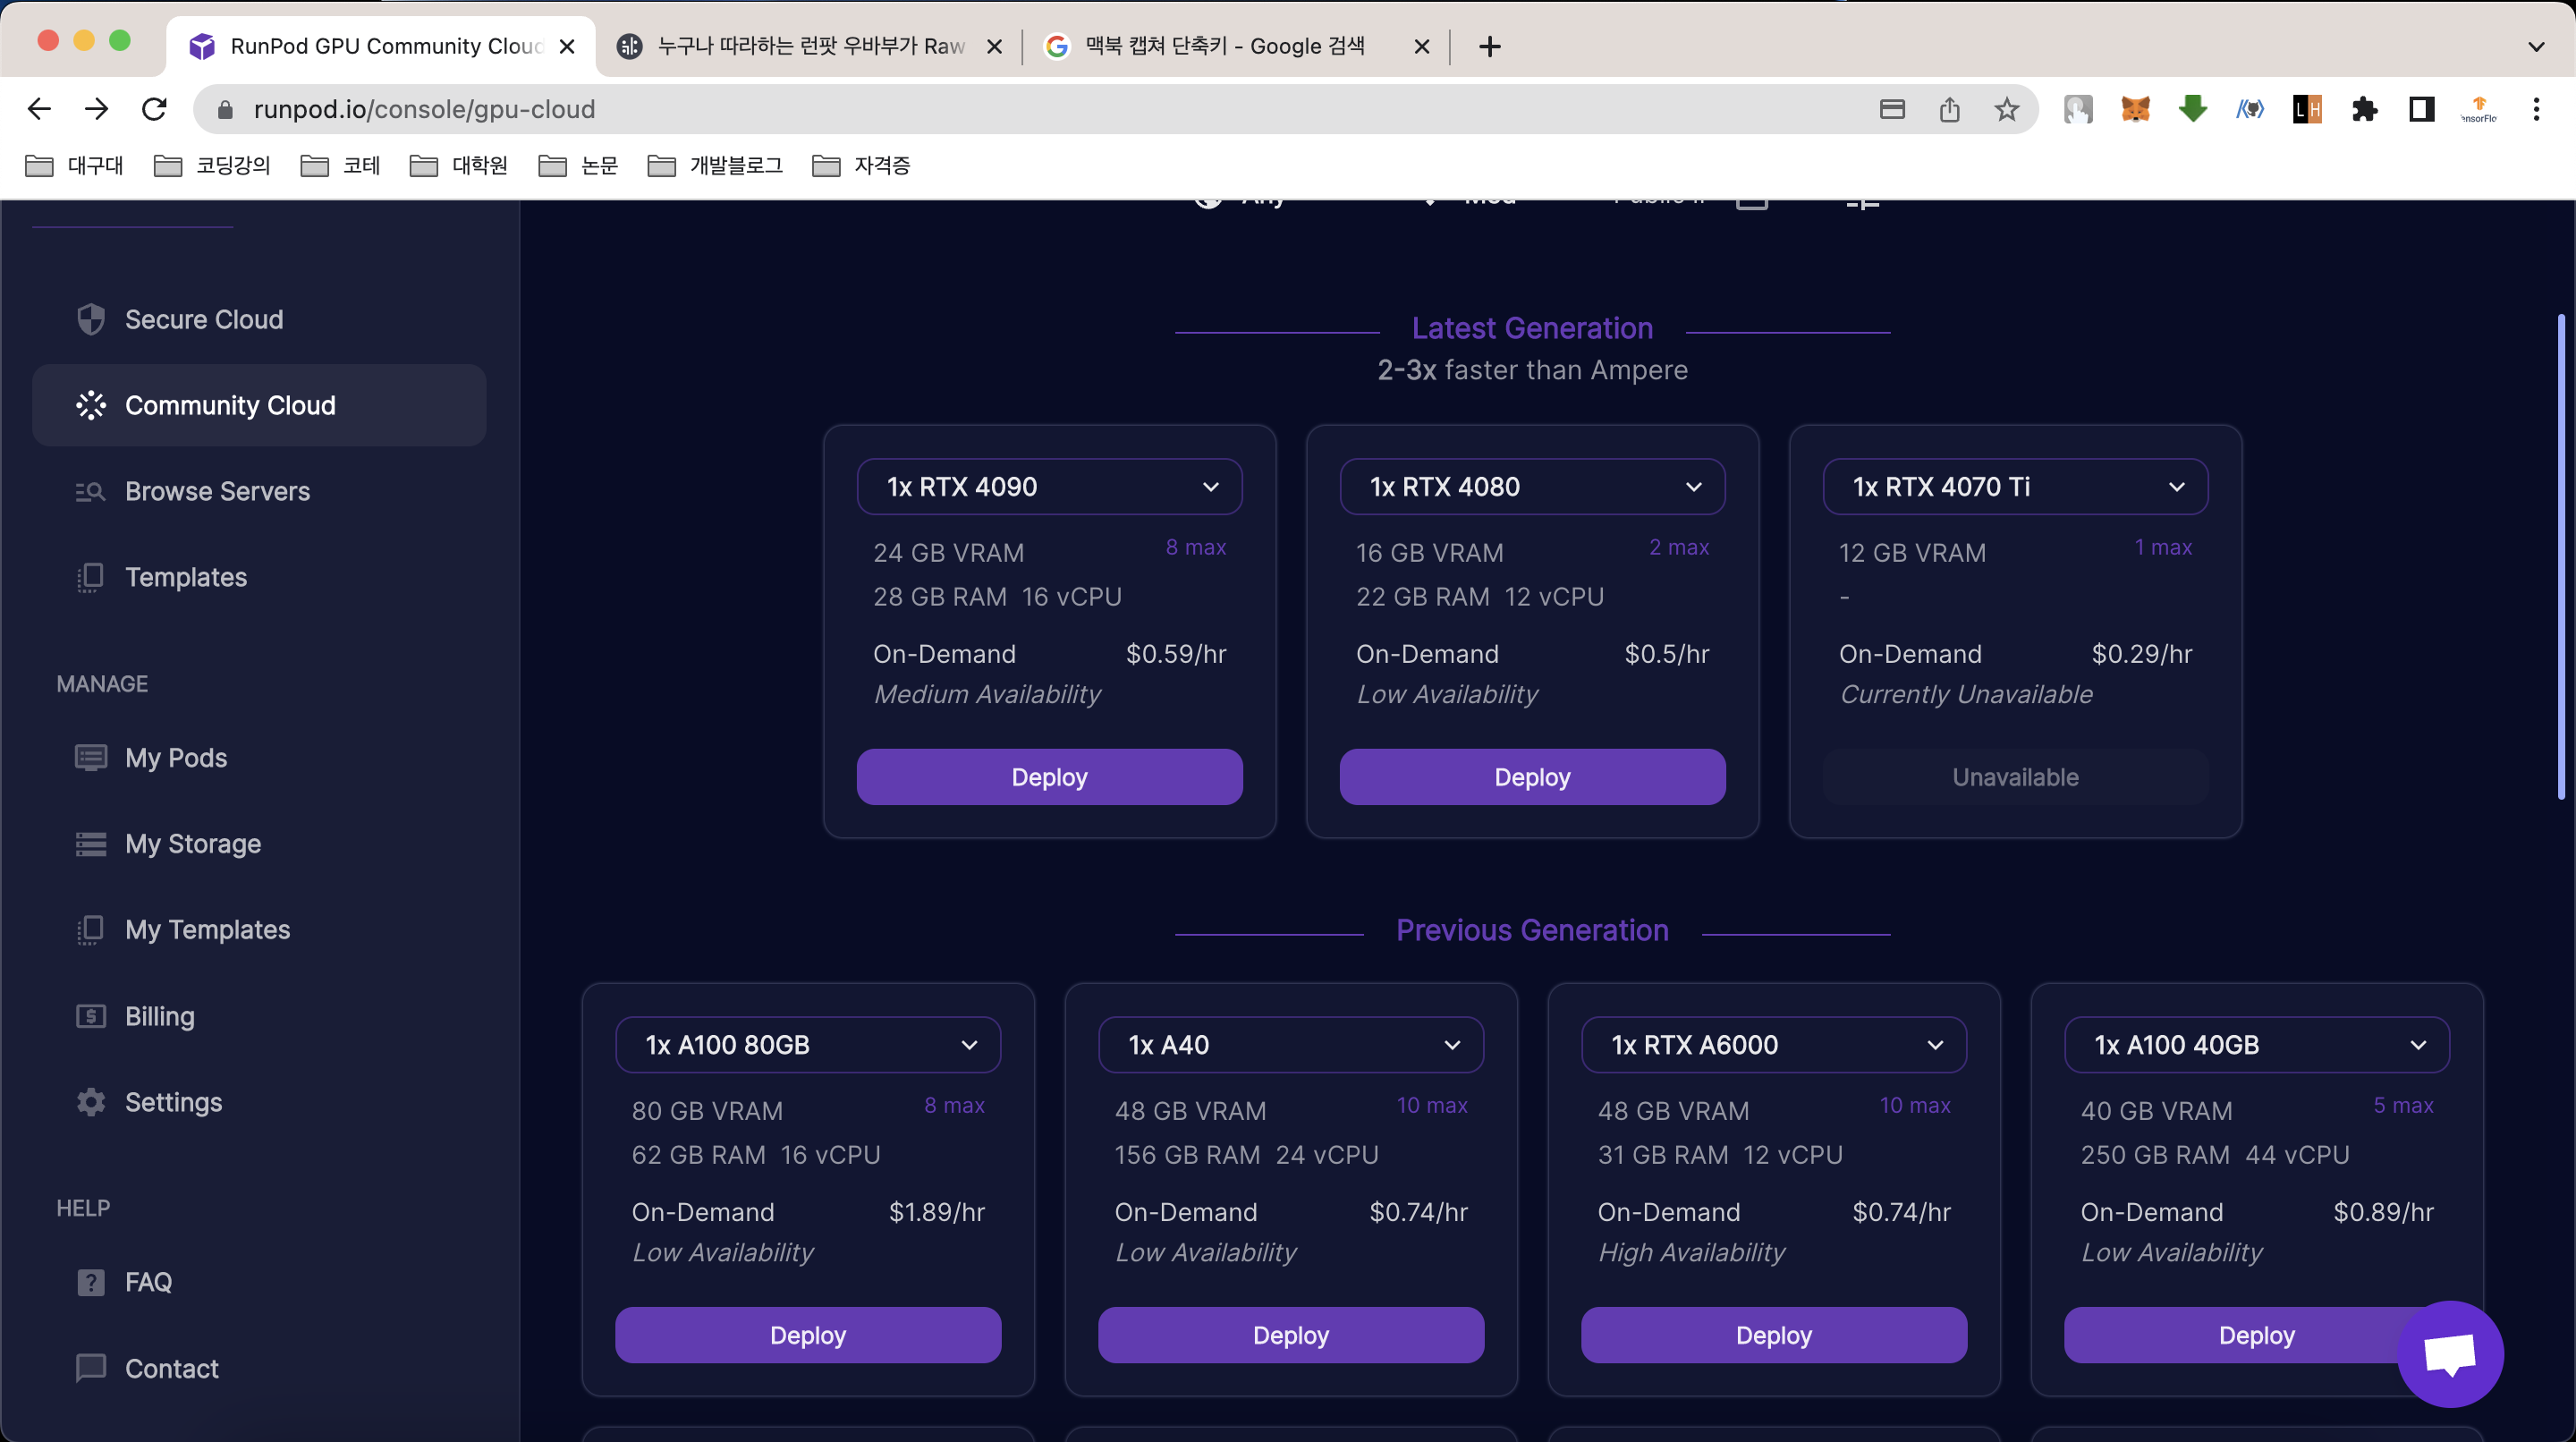 RunPod GPU Community Cloud
누구나 따라하는 런팟 우바부가 Raw
맥북 캡쳐 단축키 - Google 검색
runpod.io/console/gpu-cloud
LH
대구대
코딩강의
코테
대학원
논문
개발블로그
자격증
Any
Med
Public IP
Secure Cloud
Community Cloud
Browse Servers
Templates
MANAGE
My Pods
My Storage
My Templates
Billing
Settings
HELP
FAQ
Contact
Latest Generation
2-3x faster than Ampere
1x RTX 4090
24 GB VRAM 8 max
28 GB RAM 16 vCPU
On-Demand $0.59/hr
Medium Availability
Deploy
1x RTX 4080
16 GB VRAM 2 max
22 GB RAM 12 vCPU
On-Demand $0.5/hr
Low Availability
Deploy
1x RTX 4070 Ti
12 GB VRAM 1 max
-
On-Demand $0.29/hr
Currently Unavailable
Unavailable
Previous Generation
1x A100 80GB
80 GB VRAM 8 max
62 GB RAM 16 vCPU
On-Demand $1.89/hr
Low Availability
Deploy
1x A40
48 GB VRAM 10 max
156 GB RAM 24 vCPU
On-Demand $0.74/hr
Low Availability
Deploy
1x RTX A6000
48 GB VRAM 10 max
31 GB RAM 12 vCPU
On-Demand $0.74/hr
High Availability
Deploy
1x A100 40GB
40 GB VRAM 5 max
250 GB RAM 44 vCPU
On-Demand $0.89/hr
Low Availability
Deploy